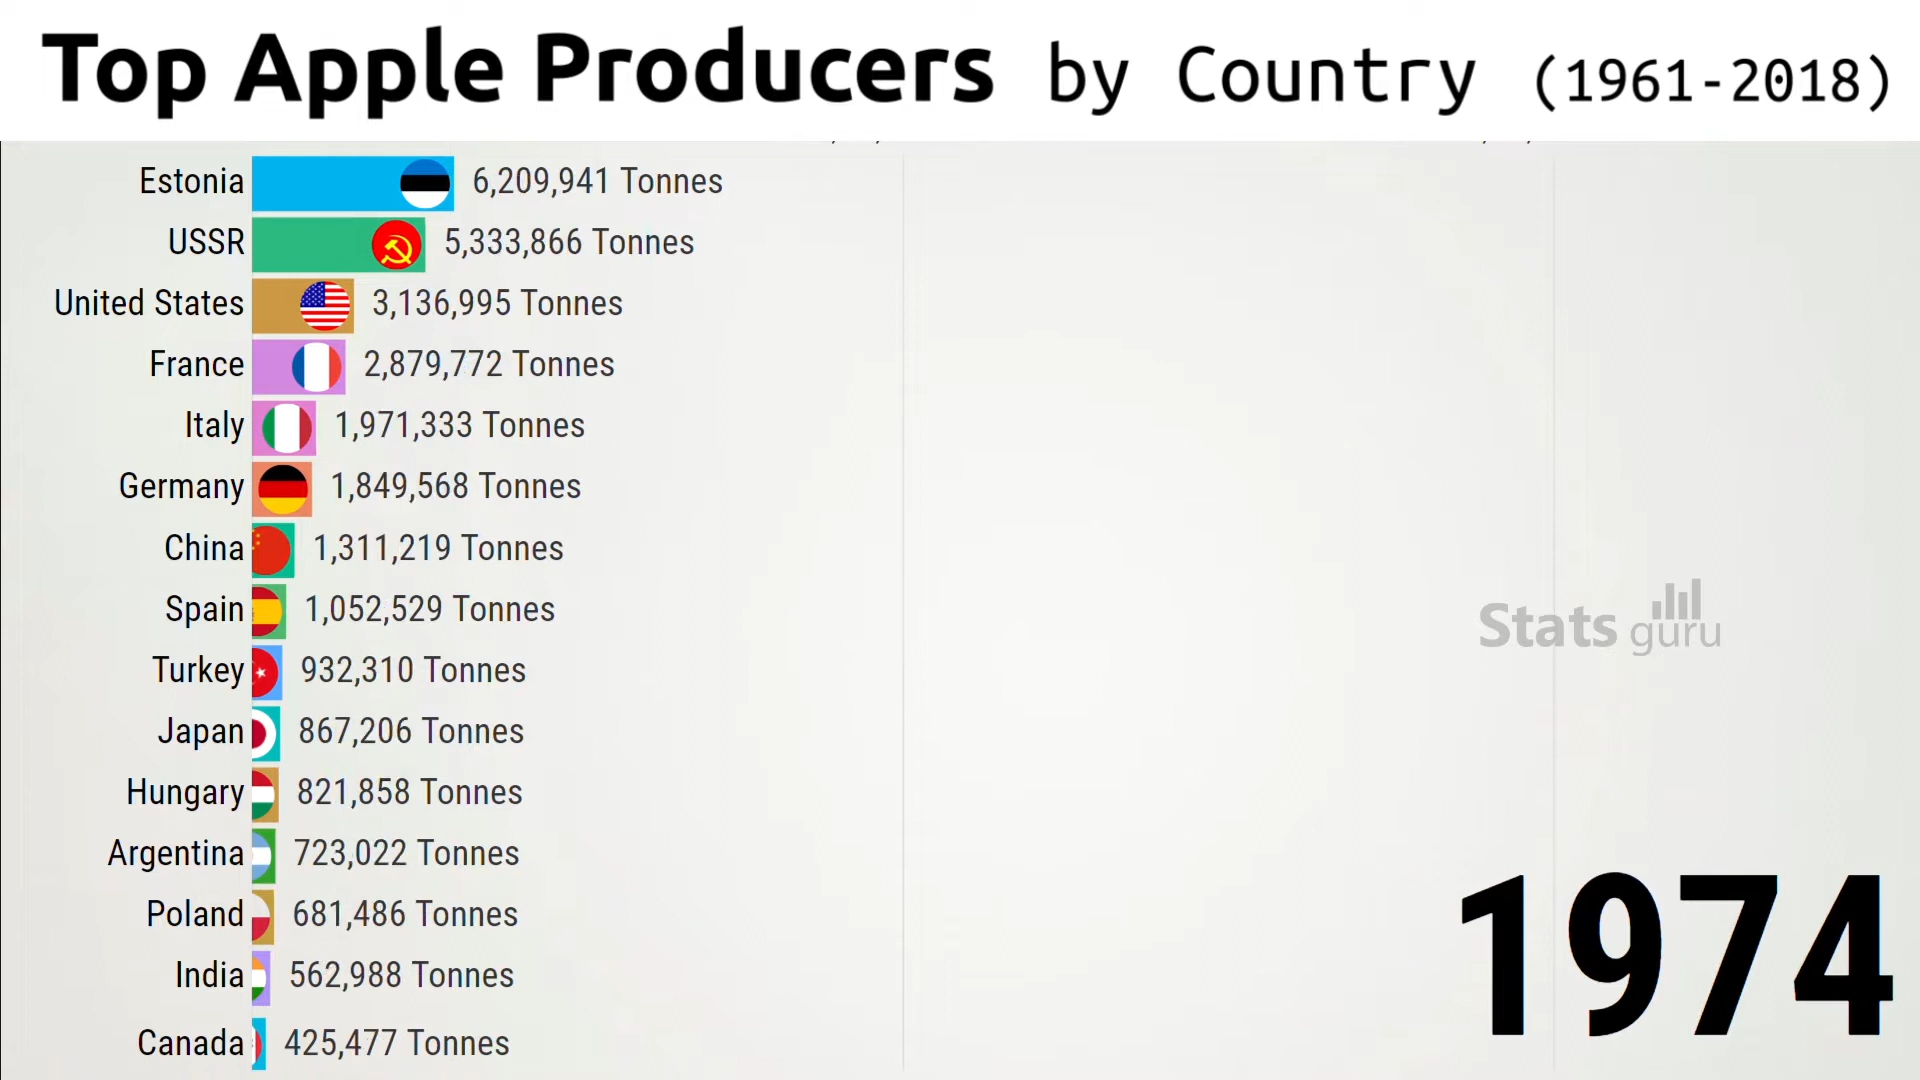 Top Apple Producers by Country (1961-2018)
Estonia 6,209,941 Tonnes
USSR 5,333,866 Tonnes
United States 3,136,995 Tonnes
France 2,879,772 Tonnes
Italy 1,971,333 Tonnes
Germany 1,849,568 Tonnes
China 1,311,219 Tonnes
Spain 1,052,529 Tonnes
Stats guru
Turkey 932,310 Tonnes
Japan 867,206 Tonnes
Hungary 821,858 Tonnes
Argentina 723,022 Tonnes
Poland 681,486 Tonnes
India 562,988 Tonnes
1974
Canada 425,477 Tonnes